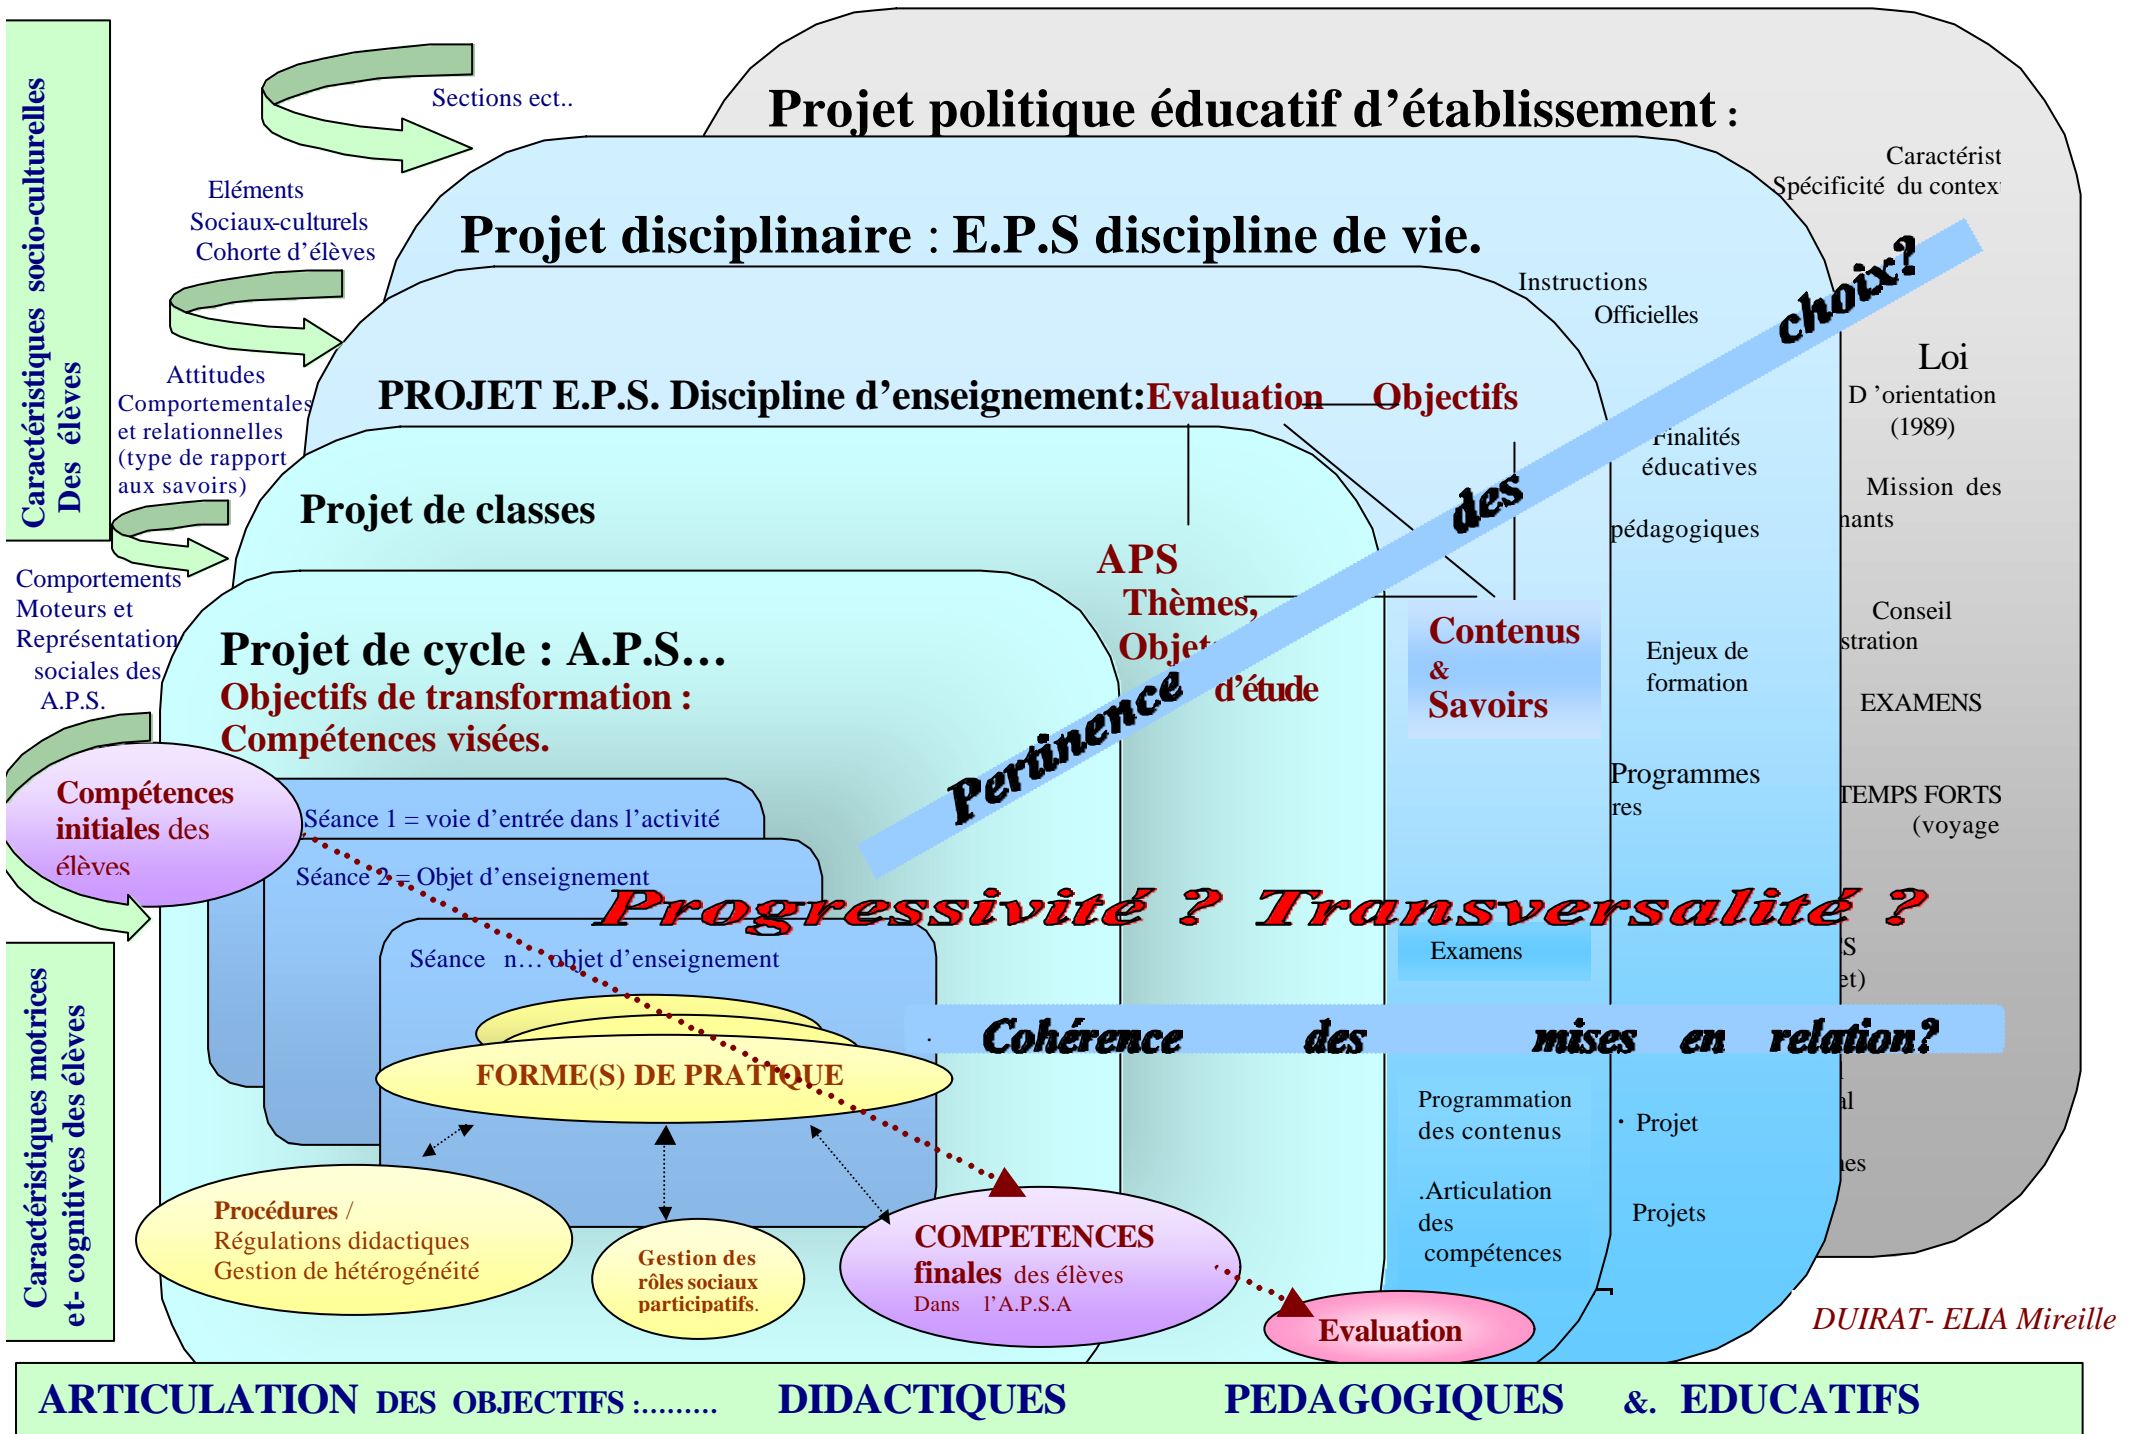 Caractéristiques socio-culturelles
Des élèves
Sections ect..
Projet politique éducatif d’établissement :
Spécificité du
Eléments
Sociaux-culturels
Cohorte d’élèves
Projet disciplinaire : E.P.S discipline de vie.
Instructions
Officielles
Loi
D ’orientation
(1989)
Attitudes
Comportementales
et relationnelles
(type de rapport
aux savoirs)
PROJET E.P.S. Discipline d’enseignement:Evaluation Objectifs
Finalités
éducatives
pédagogiques
Mission des
Projet de classes
Comportements
Moteurs et
Représentation
sociales des
A.P.S.
APS
Thèmes,
Objets
d’étude
Contenus
&
Savoirs
Enjeux de
formation
Conseil
EXAMENS
Projet de cycle : A.P.S…
Objectifs de transformation :
Compétences visées.
Pertinence des choix?
Programmes
TEMPS FORTS
(voyage
Compétences
initiales des
élèves
Séance 1 = voie d’entrée dans l’activité
Séance 2 = Objet d’enseignement
Progressivité ? Transversalité ?
Séance n… objet d’enseignement
Examens
. Cohérence des mises en relation?
FORME(S) DE PRATIQUE
Caractéristiques motrices
et- cognitives des élèves
Programmation
des contenus
· Projet
.Articulation
des
compétences
Projets
Procédures /
Régulations didactiques
Gestion de hétérogénéité
Gestion des
rôles sociaux
participatifs.
COMPETENCES
finales des élèves
Dans l’A.P.S.A
Evaluation
DUIRAT- ELIA Mireille
ARTICULATION DES OBJECTIFS :......... DIDACTIQUES PEDAGOGIQUES &. EDUCATIFS